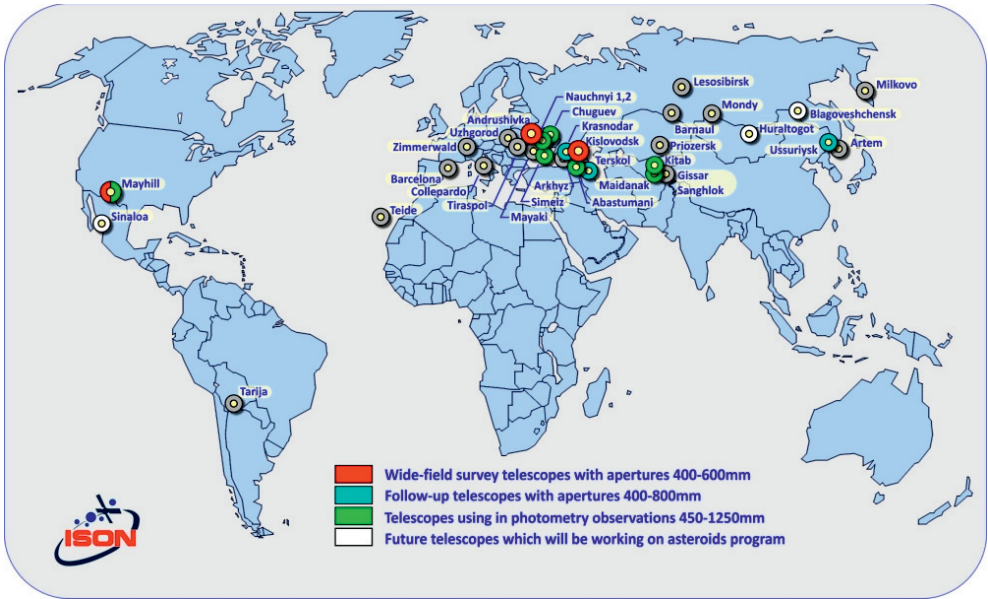 Lesosibirsk
Milkovo
Nauchnyi 1,2
Chuguev
Mondy
Blagoveshchensk
Andrushivka
Krasnodar
Barnaul
Huraltogot
Uzhgorod
Kislovodsk
Priozersk
Ussuriysk
Artem
Zimmerwald
Terskol
Kitab
Gissar
Barcelona
Collepardo
Arkhyz
Maidanak
Sanghlok
Mayhill
Tiraspol
Simeiz
Abastumani
Sinaloa
Teide
Mayaki
Tarija
Wide-field survey telescopes with apertures 400-600mm
Follow-up telescopes with apertures 400-800mm
Telescopes using in photometry observations 450-1250mm
Future telescopes which will be working on asteroids program
ISON